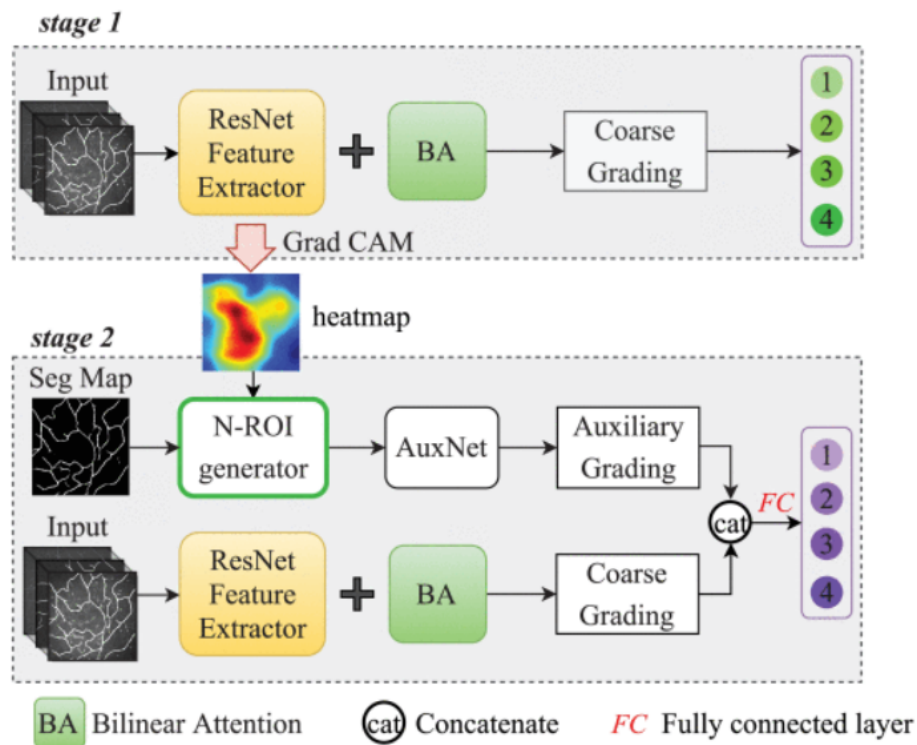 stage 1
Input
ResNet
Feature
Extractor
BA
Coarse
Grading
1
2
3
4
Grad CAM
heatmap
stage 2
Seg Map
N-ROI
generator
AuxNet
Auxiliary
Grading
cat
FC
1
2
3
4
Input
ResNet
Feature
Extractor
BA
Coarse
Grading
BA Bilinear Attention
cat Concatenate
FC Fully connected layer